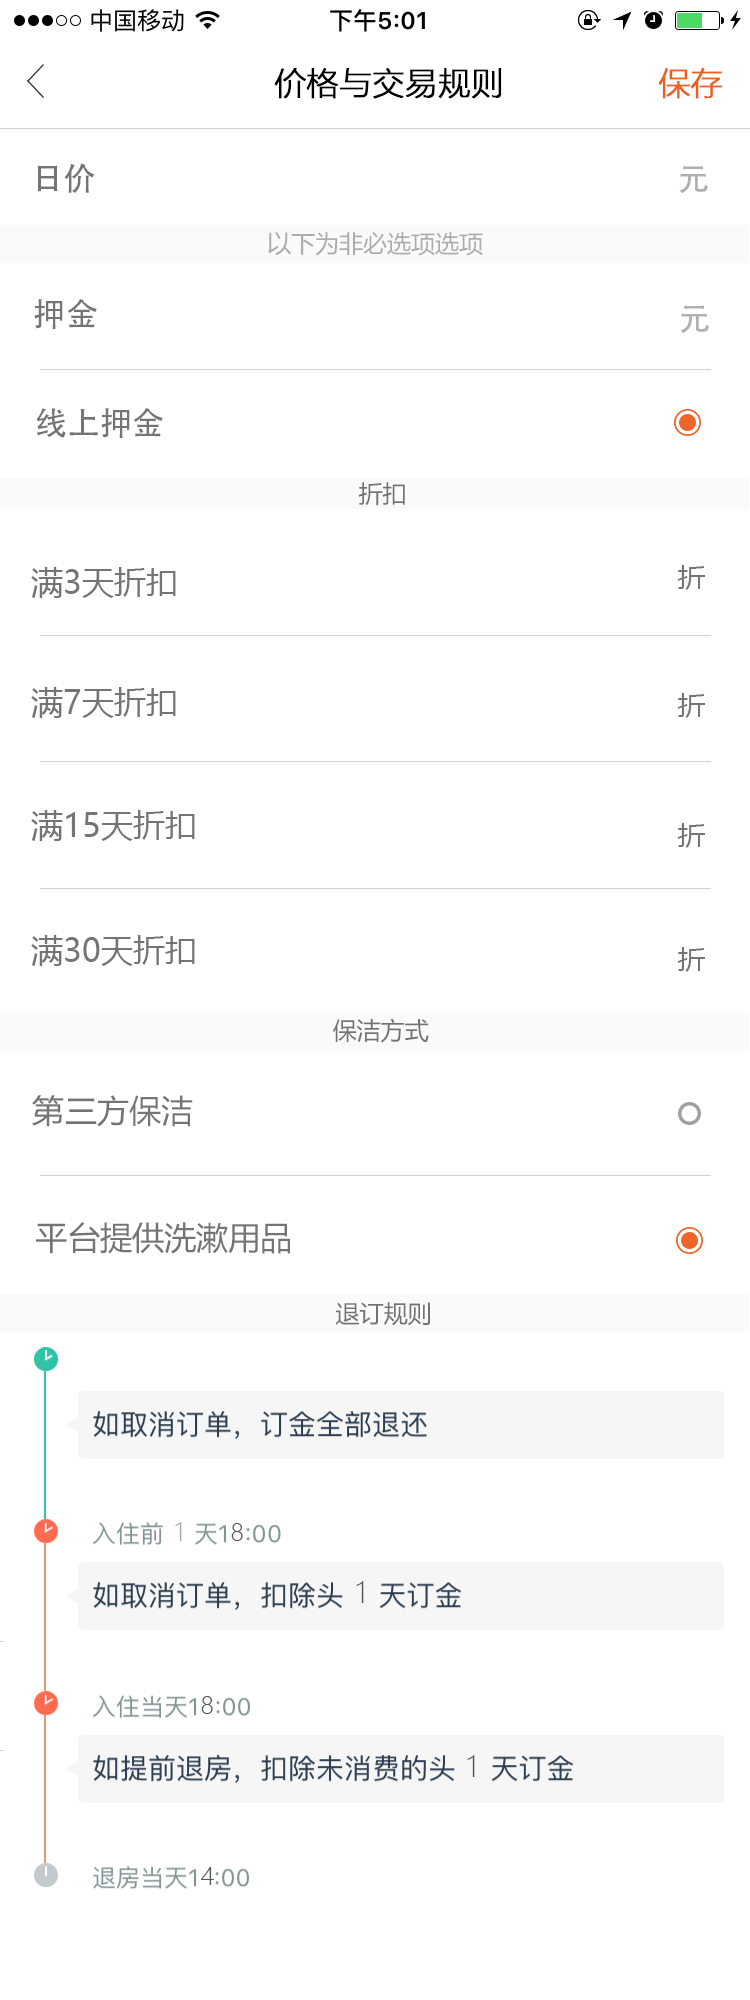 中国移动 下午5:01
价格与交易规则 保存
日价 元
以下为非必选项选项
押金 元
线上押金
折扣
满3天折扣 折
满7天折扣 折
满15天折扣 折
满30天折扣 折
保洁方式
第三方保洁
平台提供洗漱用品
退订规则
如取消订单，订金全部退还
入住前 1 天18:00
如取消订单，扣除头 1 天订金
入住当天18:00
如提前退房，扣除未消费的头 1 天订金
退房当天14:00